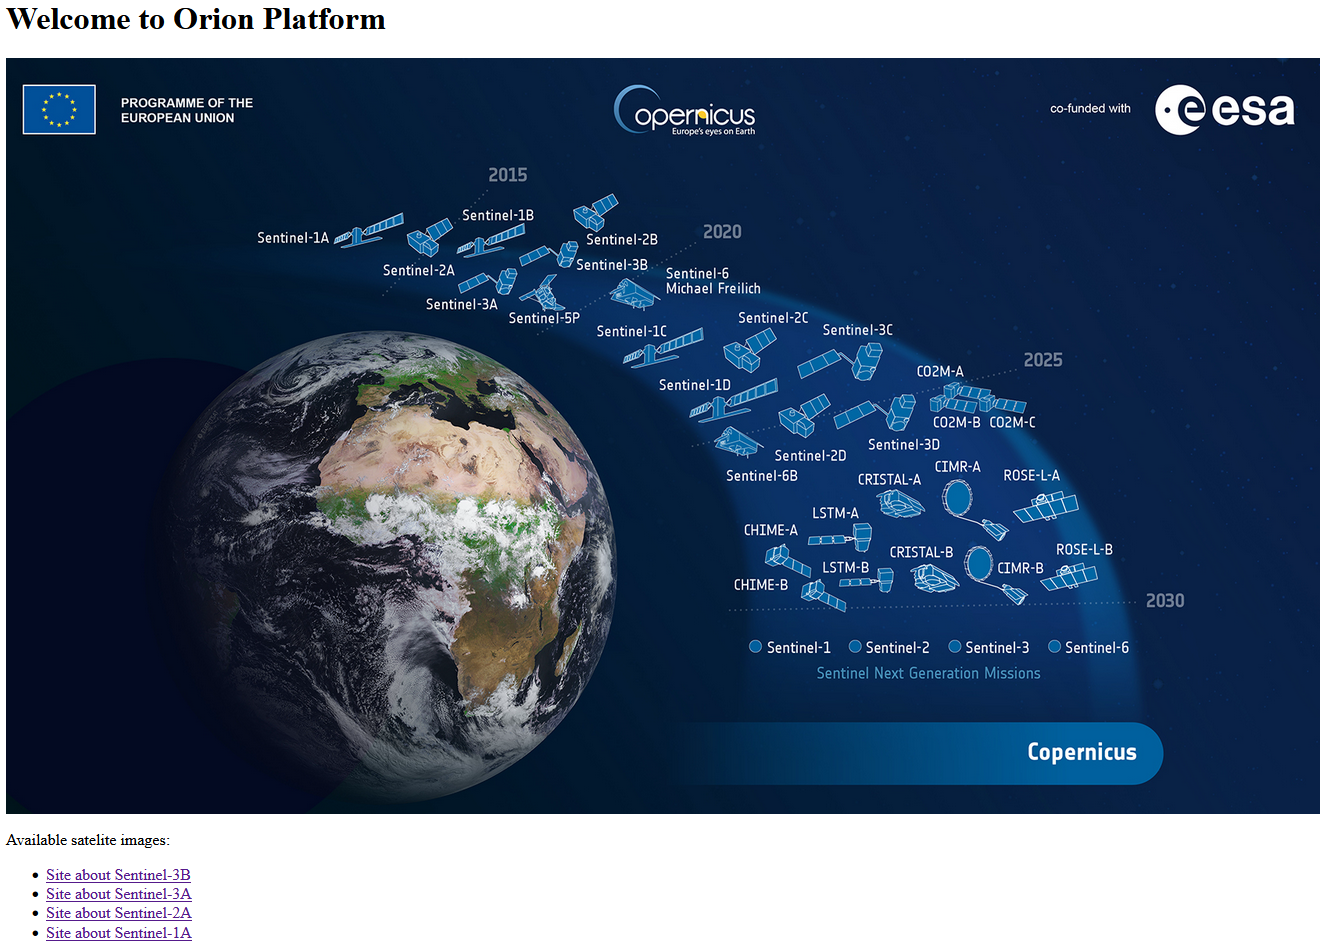 Welcome to Orion Platform
PROGRAMME OF THE
EUROPEAN UNION
opernicus
Europe's eyes on Earth
co-funded with
esa
2015
Sentinel-1A
Sentinel-1B
Sentinel-2A
Sentinel-2B
2020
Sentinel-3A
Sentinel-3B
Sentinel-5P
Sentinel-6
Michael Freilich
Sentinel-1C
Sentinel-2C
Sentinel-3C
2025
Sentinel-1D
CO2M-A
CO2M-B
CO2M-C
Sentinel-3D
Sentinel-2D
Sentinel-6B
CRISTAL-A
CIMR-A
ROSE-L-A
LSTM-A
CHIME-A
CRISTAL-B
ROSE-L-B
LSTM-B
CIMR-B
CHIME-B
2030
Sentinel-1
Sentinel-2
Sentinel-3
Sentinel-6
Sentinel Next Generation Missions
Copernicus
Available satelite images:
Site about Sentinel-3B
Site about Sentinel-3A
Site about Sentinel-2A
Site about Sentinel-1A